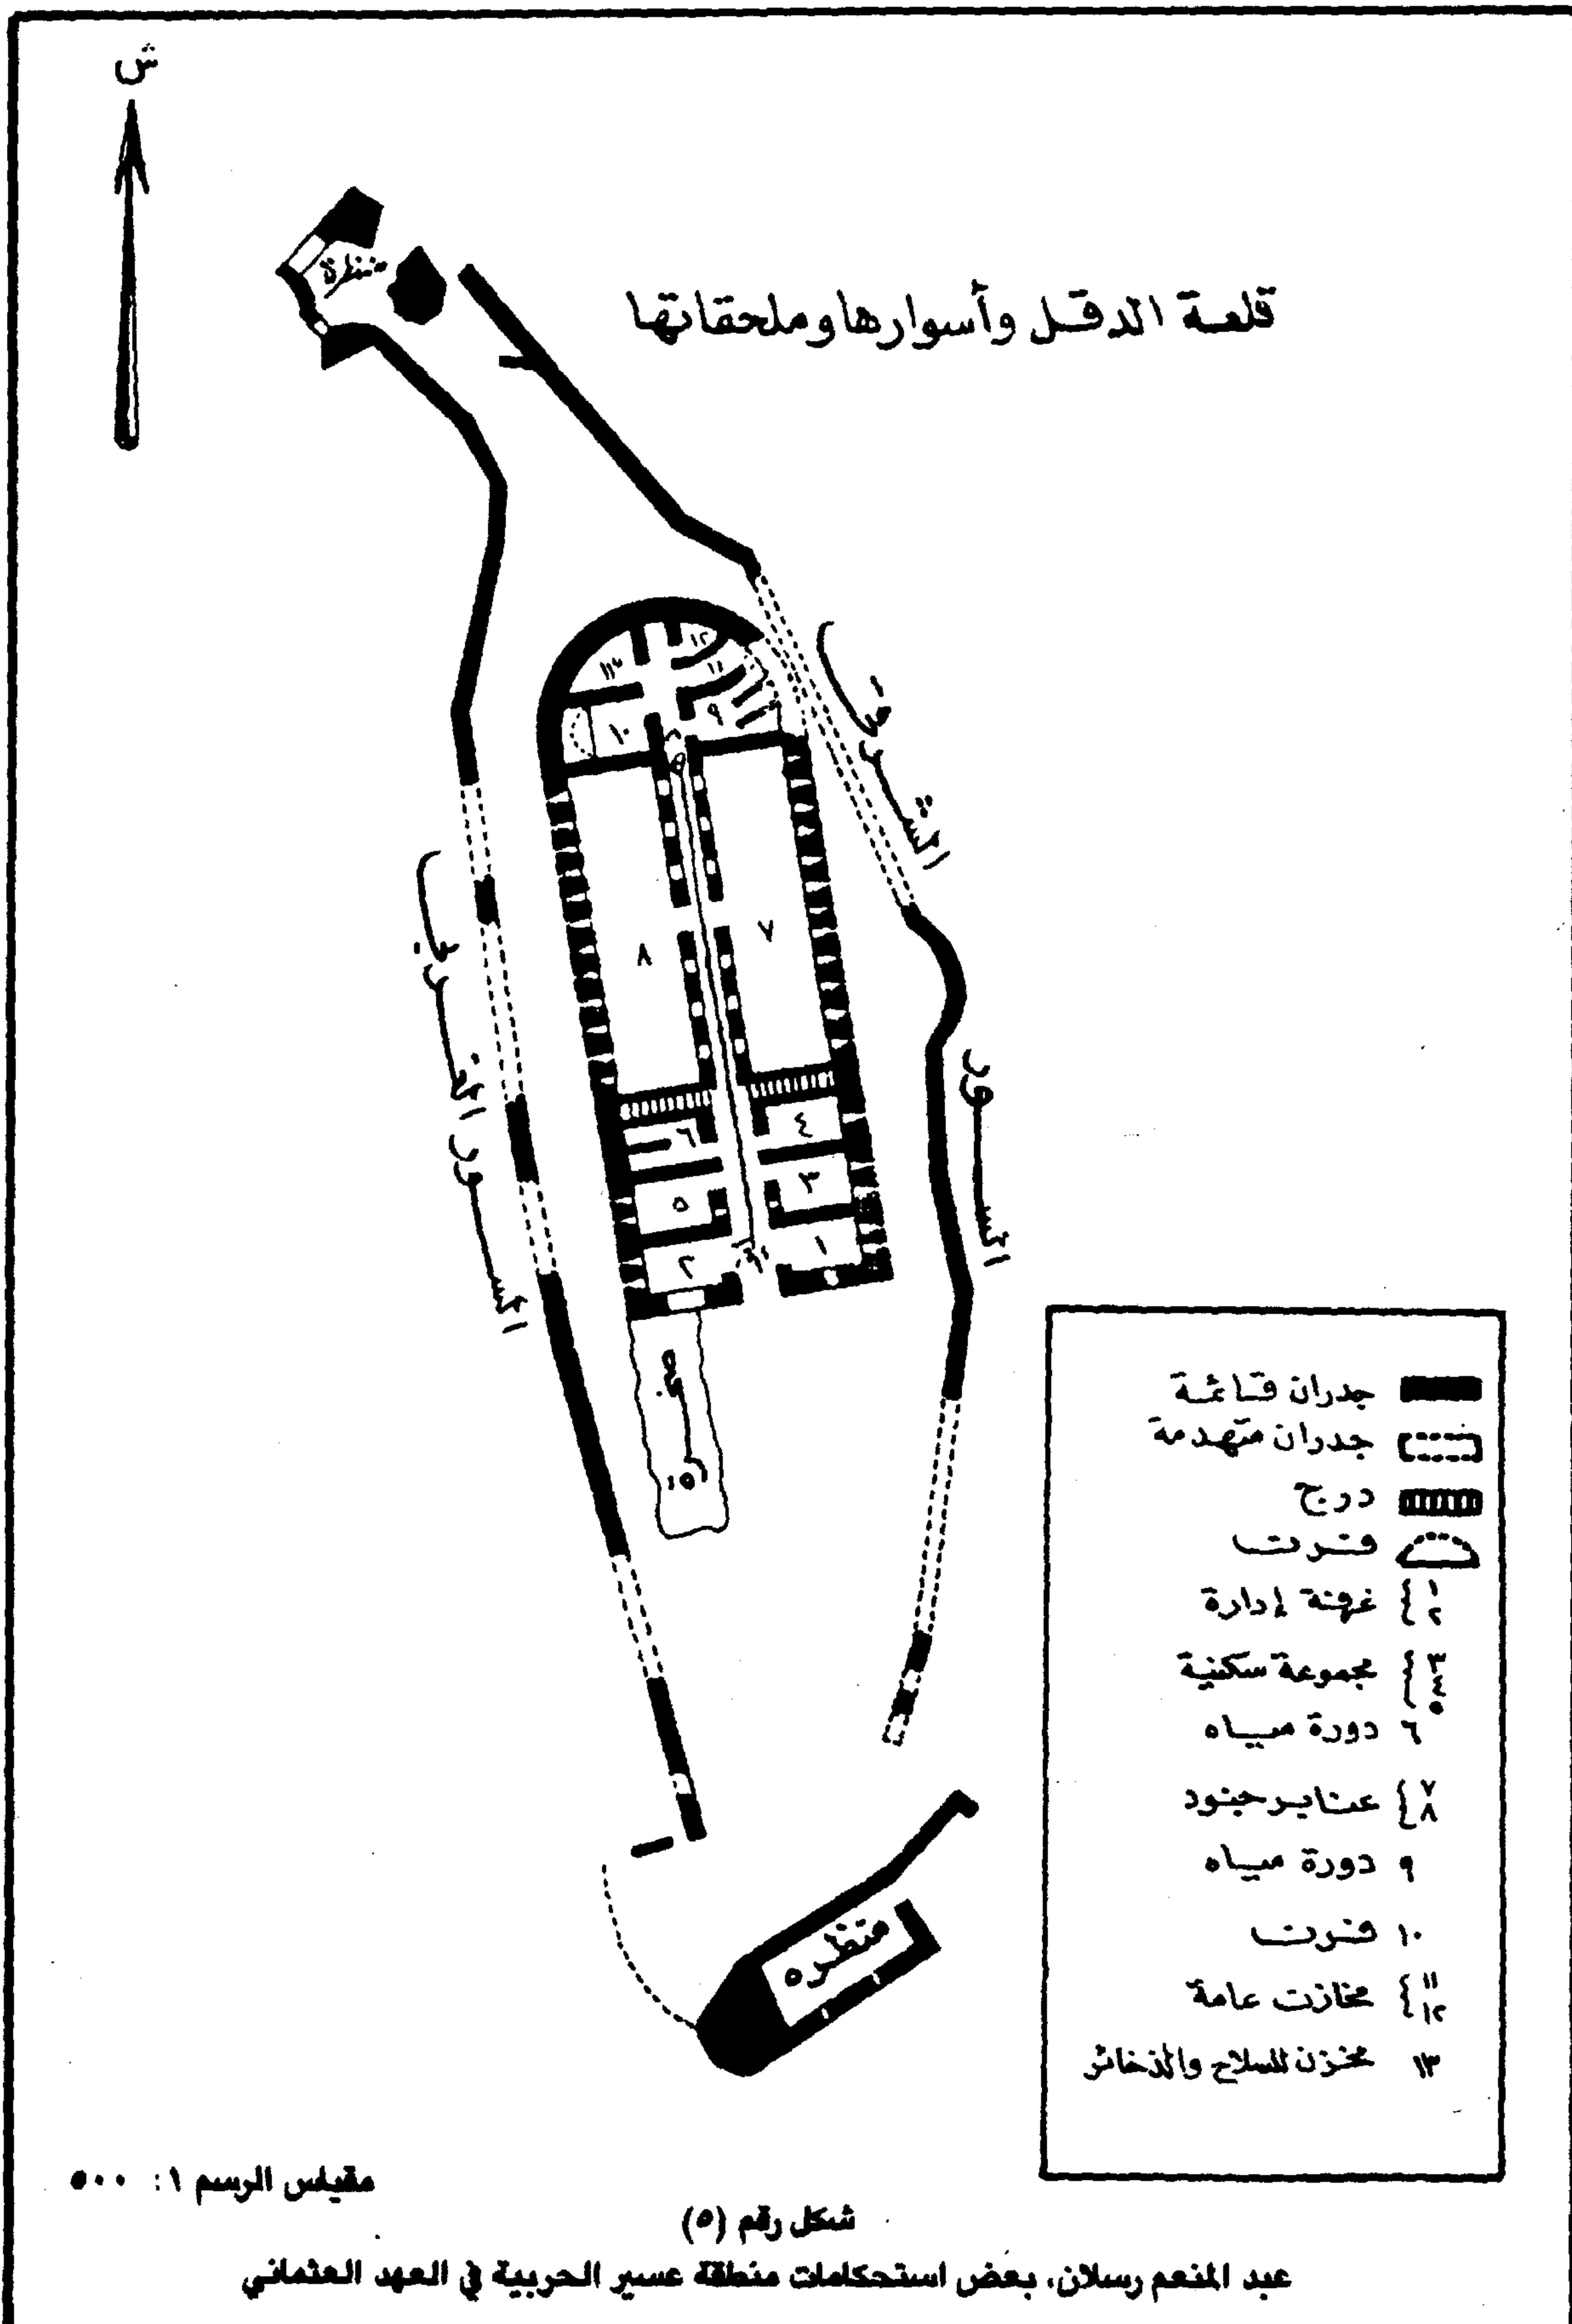 ش
قلعة الدقل وأسوارها وملحقاتها
منظرة
السور الشرقي
السور الغربي
١٢
١١
١٣
٩
١٠
٧
٨
٤
٦
٣
٥
١
٢
منظره
جدران قائمة
جدران متهدمة
درج
فرن
١ ٢ غرفة إدارة
٣ ٤ ٥ مجموعة سكنية
٦ دورة مياه
٧ ٨ عنابر جنود
٩ دورة مياه
١٠ فرن
١١ ١٢ مخازن عامة
١٣ مخزن للسلاح والذخائر
مقياس الرسم ١: ٥٠٠
شكل رقم (٥)
عبد المنعم رسلان، بعض استحكامات منطقة عسير الحربية في العهد العثماني